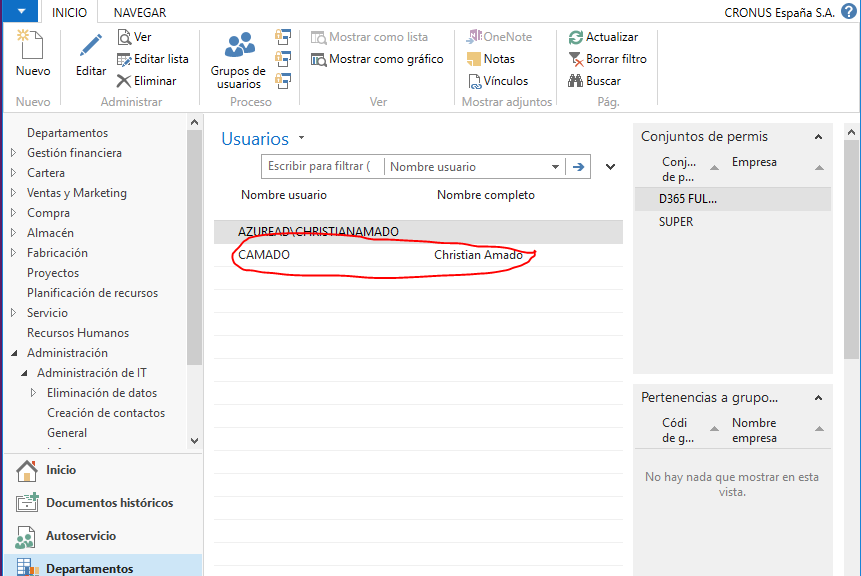 INICIO NAVEGAR CRONUS España S.A. ?
Nuevo
Nuevo
Editar
Ver
Editar lista
Eliminar
Administrar
Grupos de
usuarios
Proceso
Mostrar como lista
Mostrar como gráfico
Ver
OneNote
Notas
Vínculos
Mostrar adjuntos
Actualizar
Borrar filtro
Buscar
Pág.
Departamentos
Gestión financiera
Cartera
Ventas y Marketing
Compra
Almacén
Fabricación
Proyectos
Planificación de recursos
Servicio
Recursos Humanos
Administración
Administración de IT
Eliminación de datos
Creación de contactos
General
Inicio
Documentos históricos
Autoservicio
Departamentos
Usuarios
Escribir para filtrar ( Nombre usuario
Nombre usuario Nombre completo
AZUREAD\CHRISTIANAMADO
CAMADO Christian Amado
Conjuntos de permis
Conj...
de p...
Empresa
D365 FUL...
SUPER
Pertenencias a grupo...
Códi
de g...
Nombre
empresa
No hay nada que mostrar en esta
vista.